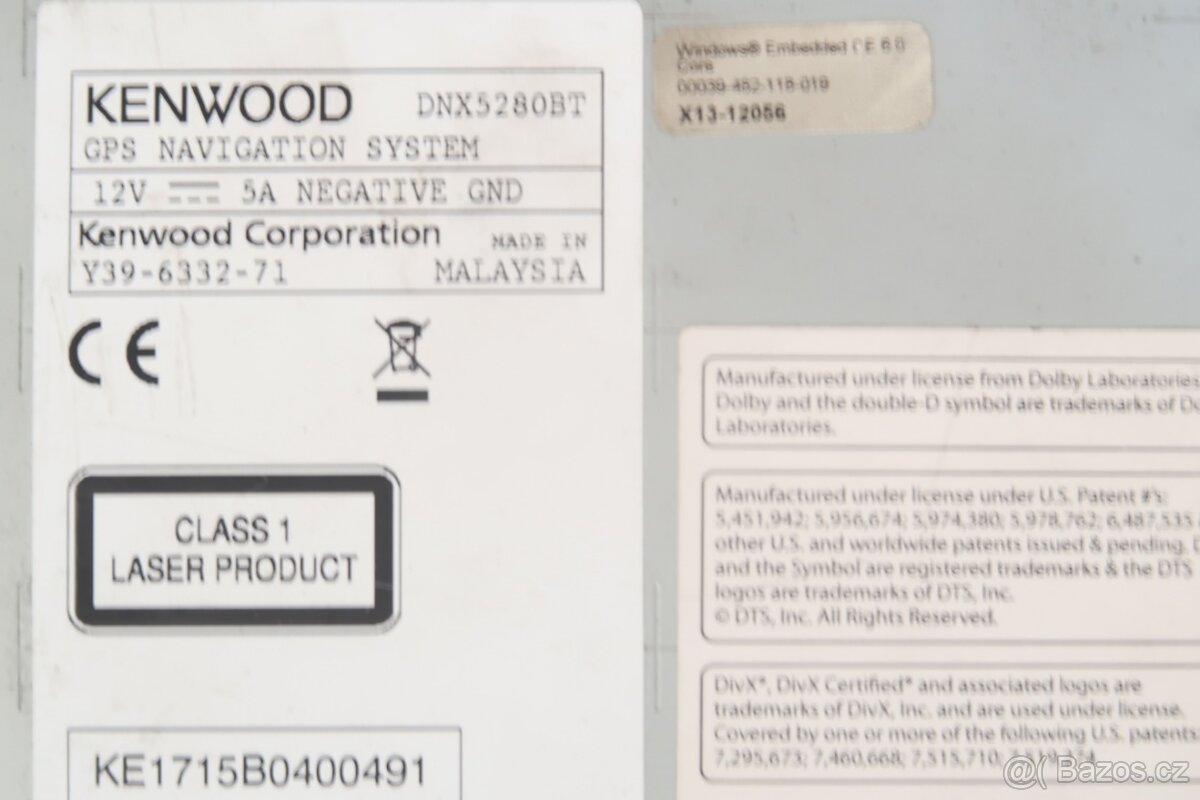 KENWOOD DNX5280BT
GPS NAVIGATION SYSTEM
12V 5A NEGATIVE GND
Kenwood Corporation MADE IN
Y39-6332-71 MALAYSIA
CE
CLASS 1
LASER PRODUCT
KE1715B0400491
Windows® Embedded CE 6.0
Core
00039-482-118-019
X13-12056
Manufactured under license from Dolby Laboratories
Dolby and the double-D symbol are trademarks of Do
Laboratories.
Manufactured under license under U.S. Patent #'s:
5,451,942; 5,956,674; 5,974,380; 5,978,762; 6,487,535
other U.S. and worldwide patents issued & pending. D
and the Symbol are registered trademarks & the DTS
logos are trademarks of DTS, Inc.
© DTS, Inc. All Rights Reserved.
DivX®, DivX Certified® and associated logos are
trademarks of DivX, Inc. and are used under license.
Covered by one or more of the following U.S. patents:
7,295,673; 7,460,668; 7,515,710;
@( Bazos.cz